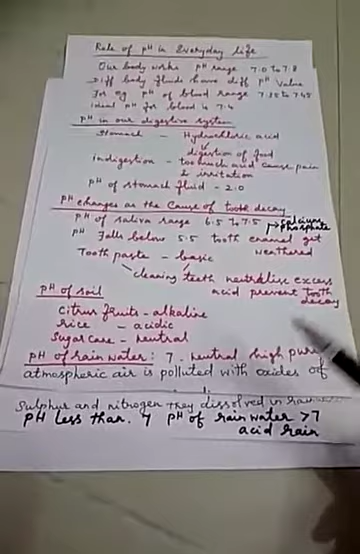 Role of pH in Everyday life
Our body works pH range 7.0 to 7.8
Diff body fluids have diff pH value
For eg pH of blood range 7.35 to 7.45
ideal pH for blood is 7.4
pH in our digestive system
Stomach - Hydrochloric acid
digestion of food
indigestion - too much acid cause pain
& irritation
pH of stomach fluid - 2.0
pH changes as the Cause of tooth decay
pH of saliva range 6.5 to 7.5 → calcium phosphate
pH Falls below 5.5 tooth enamel get
weathered
Tooth paste - basic
cleaning teeth neutralise excess
acid prevent tooth
decay
pH of soil
Citrus fruits - alkaline
rice - acidic
Sugarcane - neutral
pH of rain water: 7 - neutral high purity
atmospheric air is polluted with oxides of
Sulphur and nitrogen they dissolved in rain
pH less than. 7 pH of rain water >7
acid rain